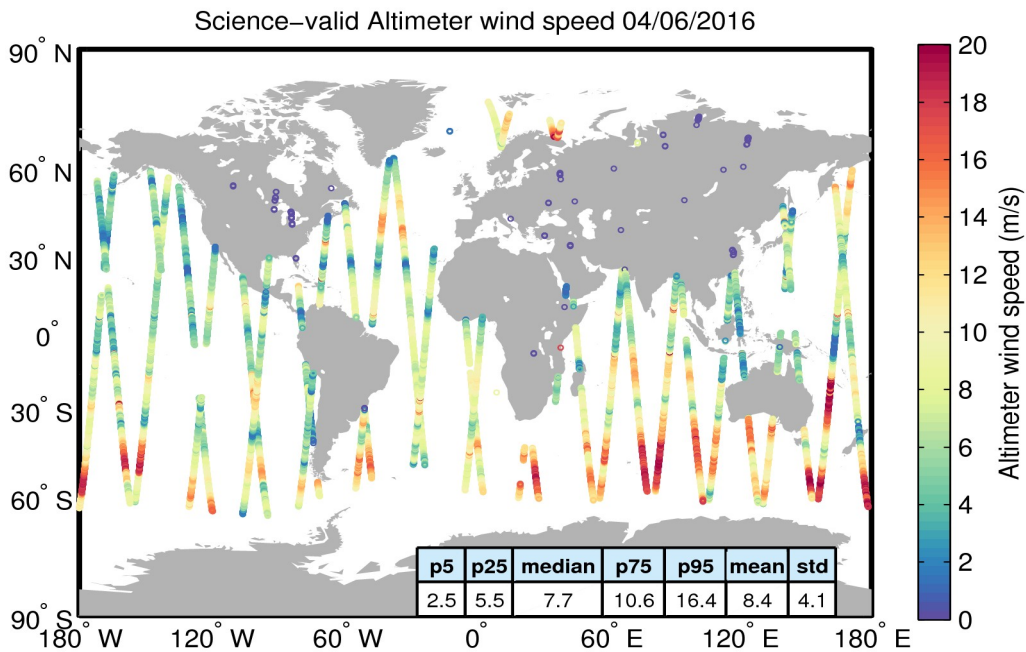 Science−valid Altimeter wind speed 04/06/2016
90° N
60° N
30° N
0°
30° S
60° S
90° S
180° W
120° W
60° W
0°
60° E
120° E
180° E
p5 p25 median p75 p95 mean std
2.5 5.5 7.7 10.6 16.4 8.4 4.1
20
18
16
14
12
10
8
6
4
2
0
Altimeter wind speed (m/s)